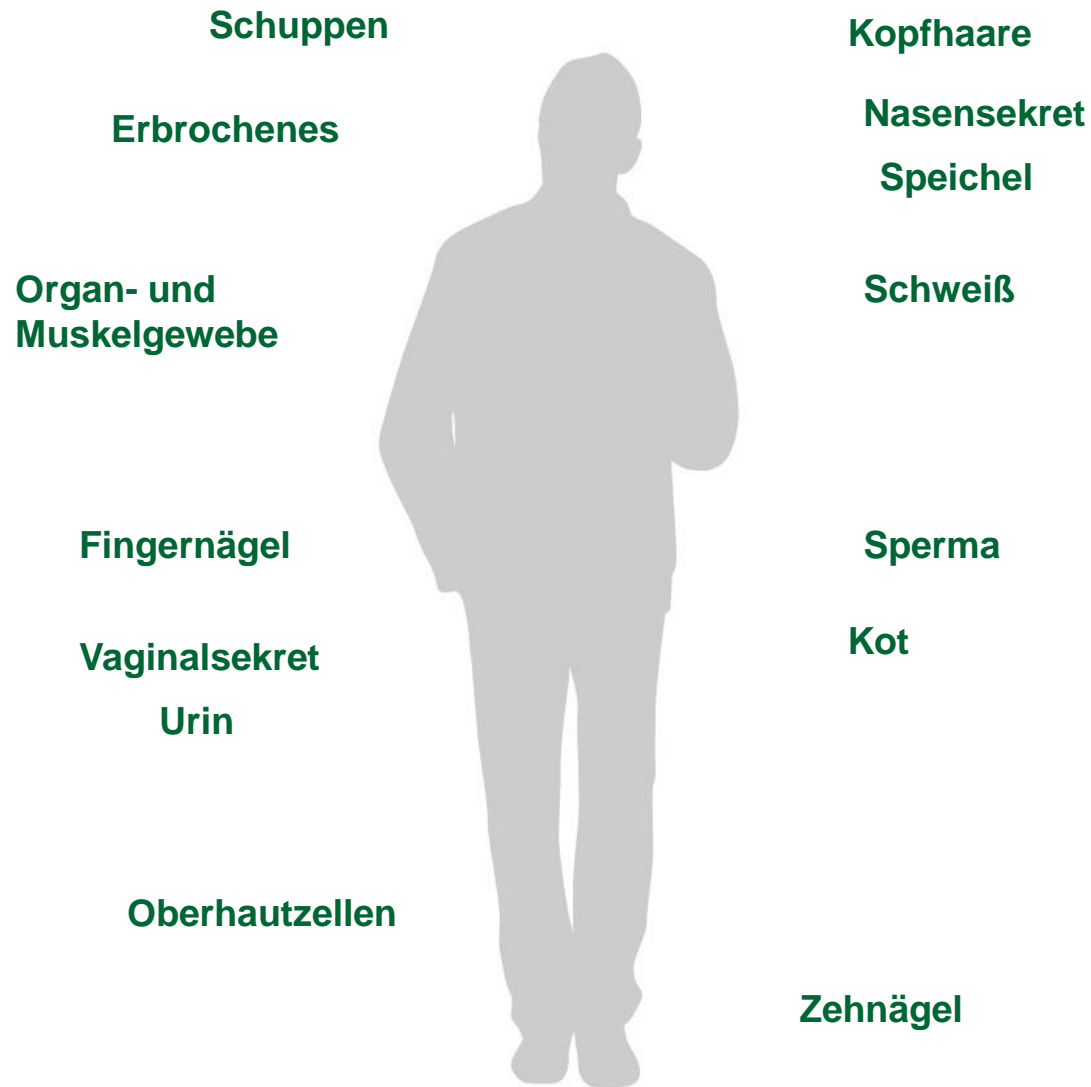 Schuppen
Kopfhaare
Erbrochenes
Nasensekret
Speichel
Organ- und
Muskelgewebe
Schweiß
Fingernägel
Sperma
Vaginalsekret
Kot
Urin
Oberhautzellen
Zehnägel